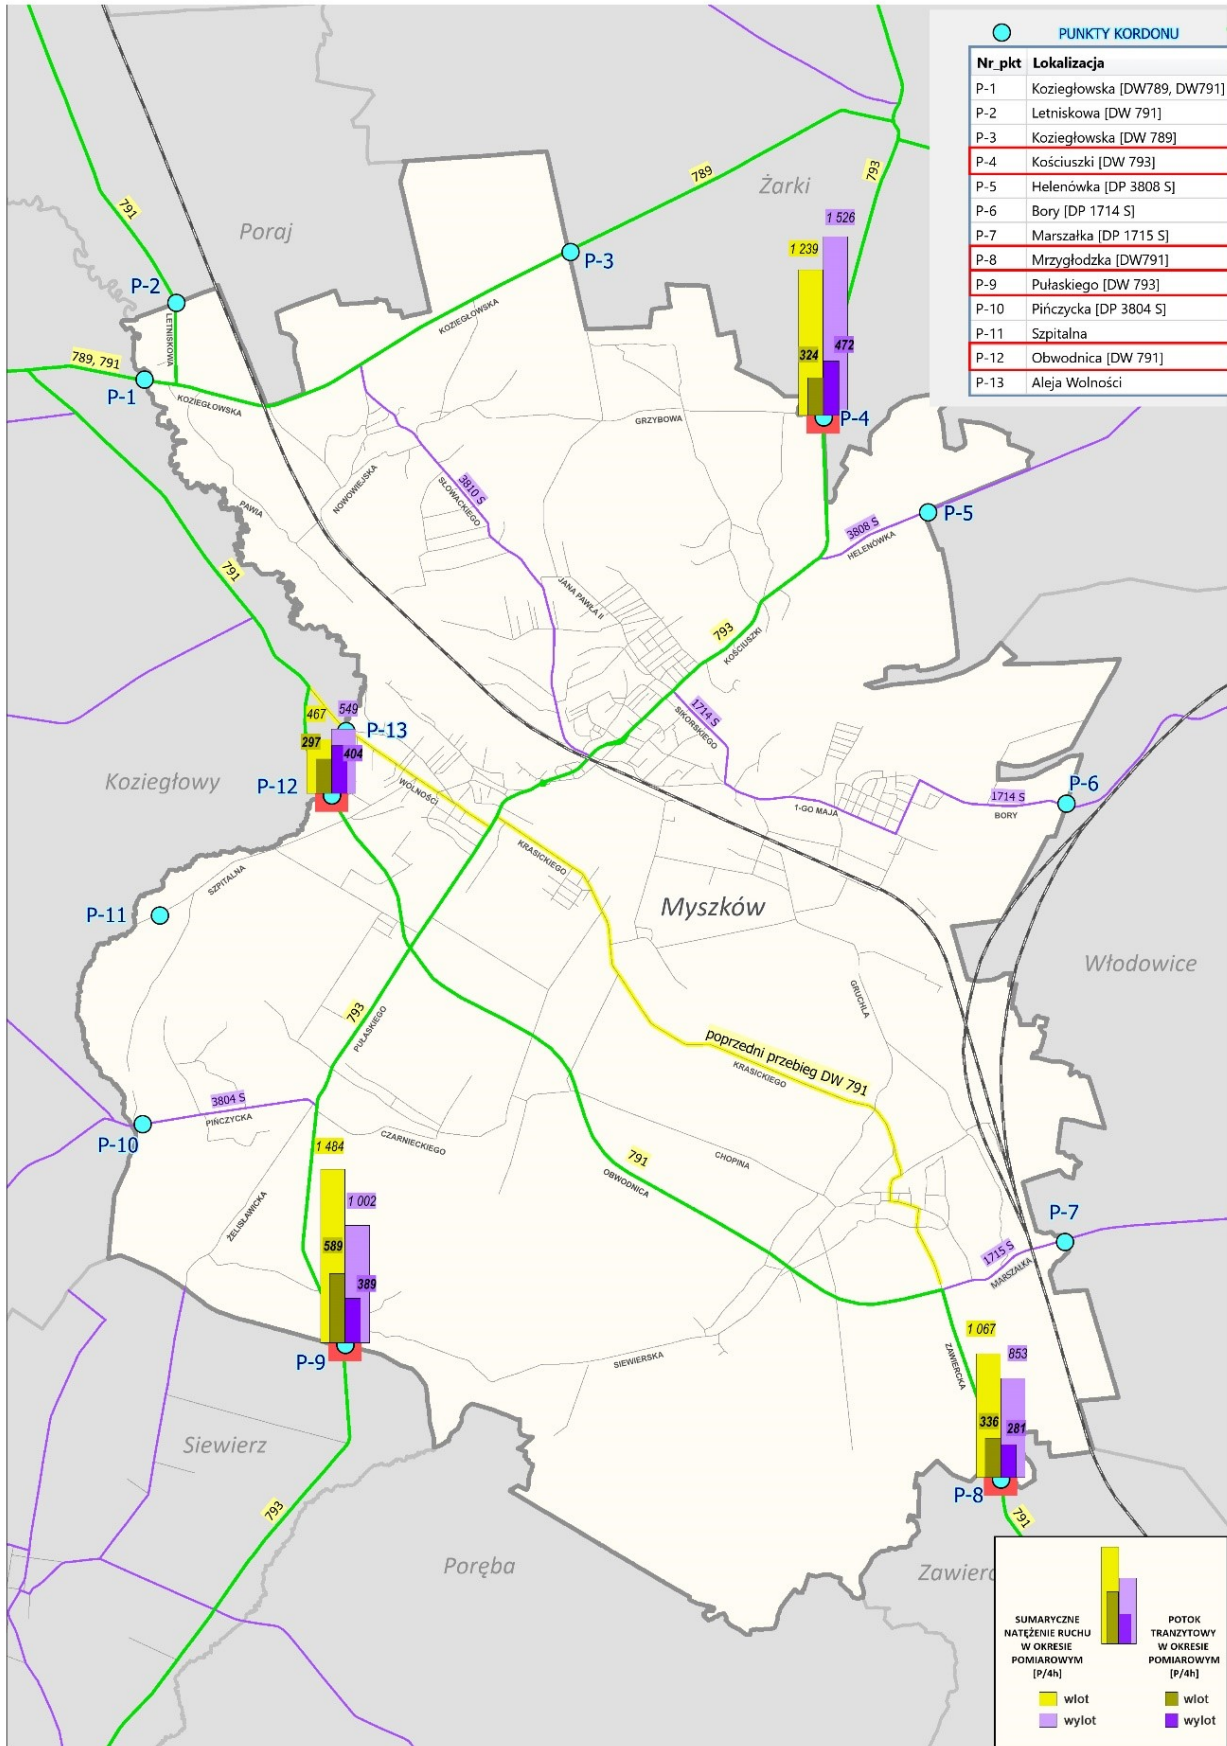 PUNKTY KORDONU
Nr_pkt Lokalizacja
P-1 Koziegłowska [DW789, DW791]
P-2 Letniskowa [DW 791]
P-3 Koziegłowska [DW 789]
P-4 Kościuszki [DW 793]
P-5 Helenówka [DP 3808 S]
P-6 Bory [DP 1714 S]
P-7 Marszałka [DP 1715 S]
P-8 Mrzygłodzka [DW791]
P-9 Pułaskiego [DW 793]
P-10 Pińczycka [DP 3804 S]
P-11 Szpitalna
P-12 Obwodnica [DW 791]
P-13 Aleja Wolności
789
793
Żarki
791
Poraj
1 526
1 239
P-3
P-2
LETNISKOWA
KOZIEGŁOWSKA
324
472
789, 791
P-1
KOZIEGŁOWSKA
GRZYBOWA
P-4
NOWOWIEJSKA
3810 S
SŁOWACKIEGO
PAWIA
P-5
3808 S
HELENÓWKA
791
JANA PAWŁA II
793
KOŚCIUSZKI
1714 S
SIKORSKIEGO
467
549
P-13
297
404
Koziegłowy
P-12
WOLNOŚCI
P-6
1714 S
BORY
1-GO MAJA
KRASICKIEGO
SZPITALNA
P-11
Myszków
Włodowice
GRUCHLA
793
PUŁASKIEGO
poprzedni przebieg DW 791
KRASICKIEGO
3804 S
PIŃCZYCKA
P-10
CZARNIECKIEGO
1 484
791
OBWODNICA
CHOPINA
ŻELISŁAWICKA
1 002
P-7
589
389
1715 S
MARSZAŁKA
1 067
853
ZAWIERCKA
P-9
SIEWIERSKA
336
281
Siewierz
P-8
793
791
Poręba
Zawierc
SUMARYCZNE
NATĘŻENIE RUCHU
W OKRESIE
POMIAROWYM
[P/4h]
wlot
wylot
POTOK
TRANZYTOWY
W OKRESIE
POMIAROWYM
[P/4h]
wlot
wylot